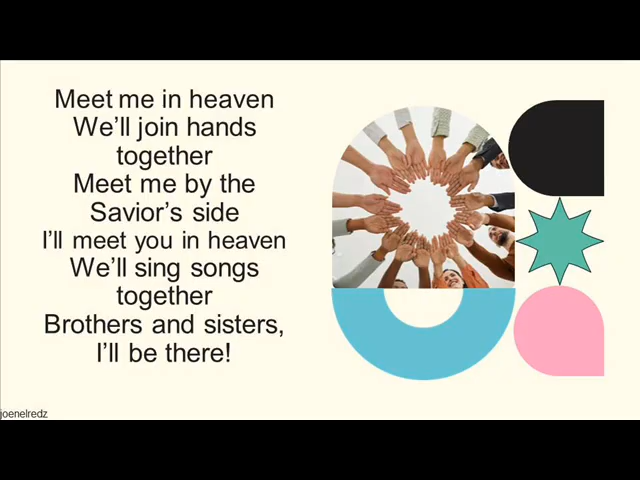 Meet me in heaven
We'll join hands
together
Meet me by the
Savior's side
I'll meet you in heaven
We'll sing songs
together
Brothers and sisters,
I'll be there!
joenelredz